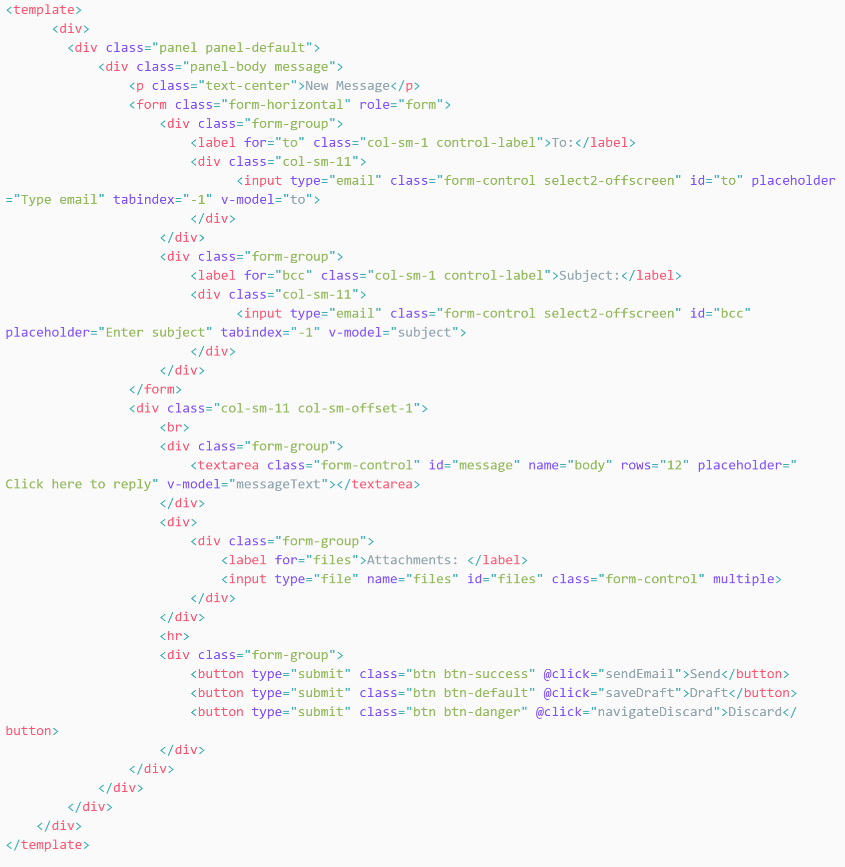 <template>
<div>
<div class="panel panel-default">
<div class="panel-body message">
<p class="text-center">New Message</p>
<form class="form-horizontal" role="form">
<div class="form-group">
<label for="to" class="col-sm-1 control-label">To:</label>
<div class="col-sm-11">
<input type="email" class="form-control select2-offscreen" id="to" placeholder
="Type email" tabindex="-1" v-model="to">
</div>
</div>
<div class="form-group">
<label for="bcc" class="col-sm-1 control-label">Subject:</label>
<div class="col-sm-11">
<input type="email" class="form-control select2-offscreen" id="bcc"
placeholder="Enter subject" tabindex="-1" v-model="subject">
</div>
</div>
</form>
<div class="col-sm-11 col-sm-offset-1">
<br>
<div class="form-group">
<textarea class="form-control" id="message" name="body" rows="12" placeholder="
Click here to reply" v-model="messageText"></textarea>
</div>
<div>
<div class="form-group">
<label for="files">Attachments: </label>
<input type="file" name="files" id="files" class="form-control" multiple>
</div>
</div>
<hr>
<div class="form-group">
<button type="submit" class="btn btn-success" @click="sendEmail">Send</button>
<button type="submit" class="btn btn-default" @click="saveDraft">Draft</button>
<button type="submit" class="btn btn-danger" @click="navigateDiscard">Discard</
button>
</div>
</div>
</div>
</div>
</div>
</template>